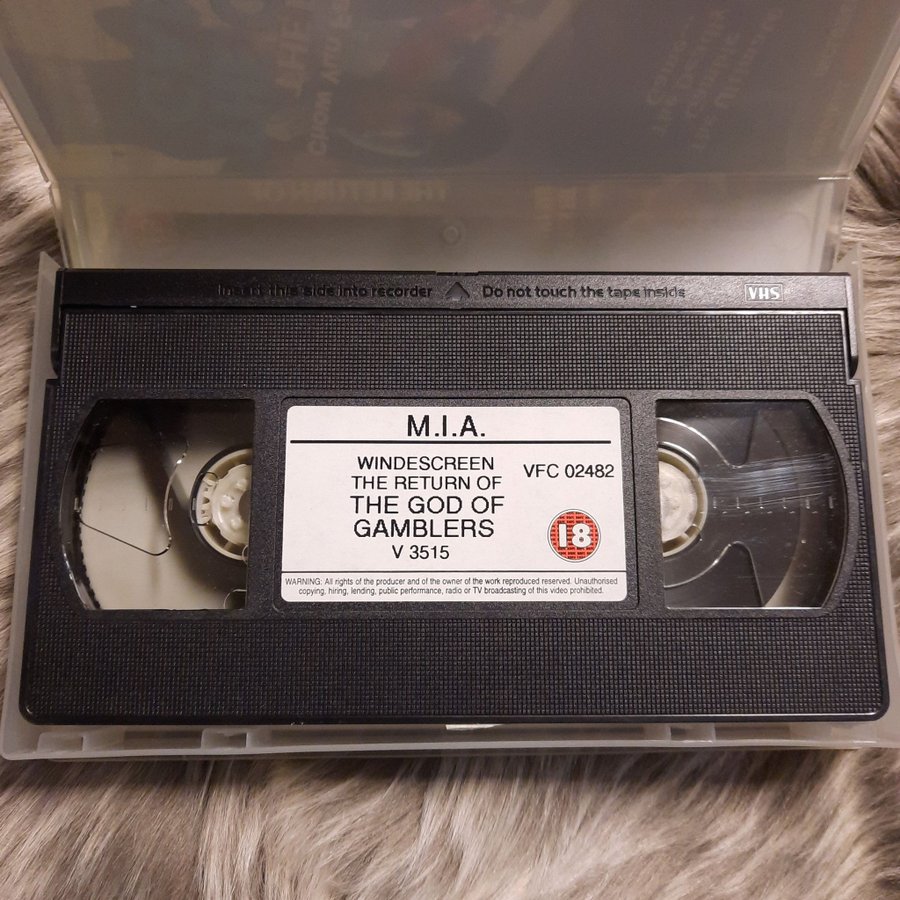 Insert this side into recorder Do not touch the tape inside VHS
M.I.A.
WINDESCREEN
THE RETURN OF
THE GOD OF
GAMBLERS
V 3515
VFC 02482
18
WARNING: All rights of the producer and of the owner of the work reproduced reserved. Unauthorised
copying, hiring, lending, public performance, radio or TV broadcasting of this video prohibited.